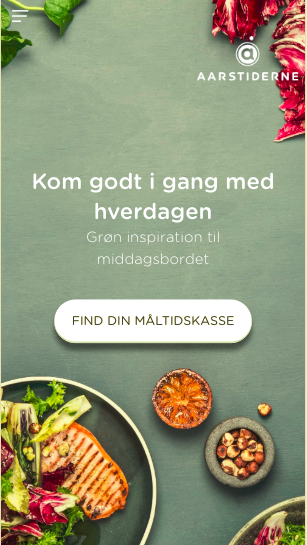 AARSTIDERNE
Kom godt i gang med
hverdagen
Grøn inspiration til
middagsbordet
FIND DIN MÅLTIDSKASSE